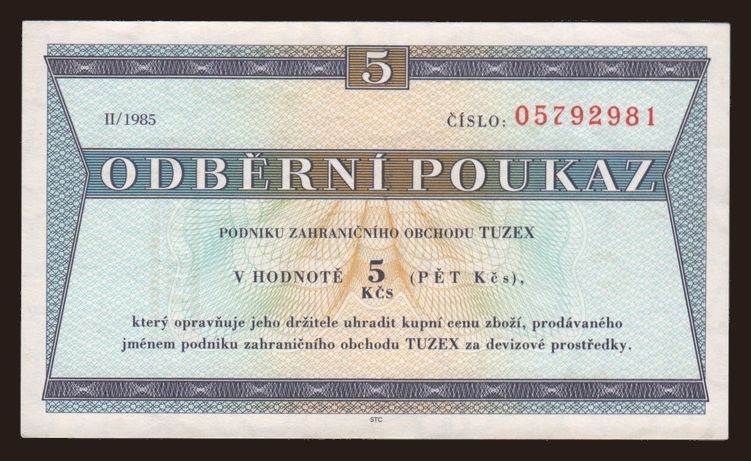 5
II/1985 ČÍSLO: 05792981
ODBĚRNÍ POUKAZ
PODNIKU ZAHRANIČNÍHO OBCHODU TUZEX
V HODNOTĚ 5 KČS (PĚT Kčs),
který opravňuje jeho držitele uhradit kupní cenu zboží, prodávaného
jménem podniku zahraničního obchodu TUZEX za devizové prostředky.
STC